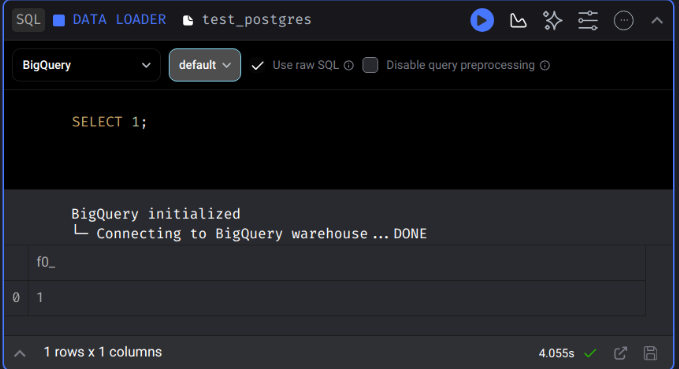 SQL DATA LOADER test_postgres
BigQuery default Use raw SQL Disable query preprocessing
SELECT 1;
BigQuery initialized
└─ Connecting to BigQuery warehouse...DONE
f0_
0 1
1 rows x 1 columns 4.055s